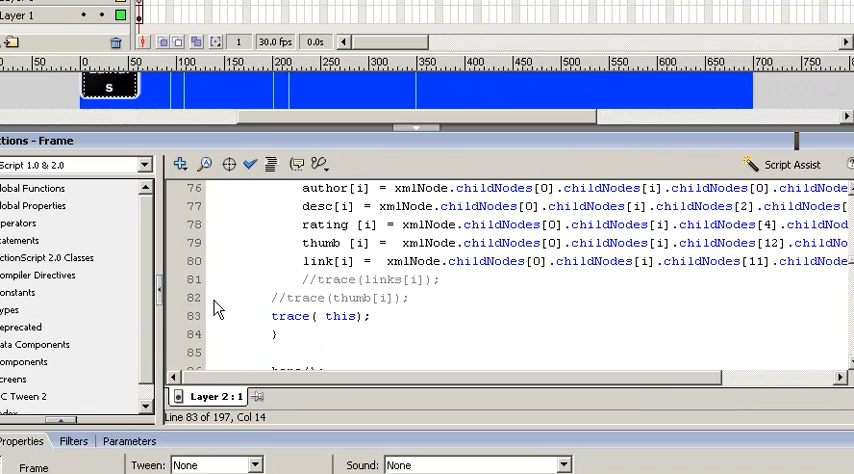 Layer 1
1 30.0 fps 0.0s
50 0 50 100 150 200 250 300 350 400 450 500 550 600 650 700 750
s
ctions - Frame
Script 1.0 & 2.0
Script Assist
lobal Functions
lobal Properties
perators
tatements
ctionScript 2.0 Classes
ompiler Directives
onstants
ypes
eprecated
ata Components
omponents
creens
C Tween 2
ndex
76 author[i] = xmlNode.childNodes[0].childNodes[i].childNodes[0].childNode
77 desc[i] = xmlNode.childNodes[0].childNodes[i].childNodes[2].childNodes[
78 rating [i] = xmlNode.childNodes[0].childNodes[i].childNodes[4].childNod
79 thumb [i] = xmlNode.childNodes[0].childNodes[i].childNodes[12].childNo
80 link[i] = xmlNode.childNodes[0].childNodes[i].childNodes[11].childNode
81 //trace(links[i]);
82 //trace(thumb[i]);
83 trace( this);
84 }
85
Layer 2 : 1
Line 83 of 197, Col 14
Properties Filters Parameters
Frame Tween: None Sound: None